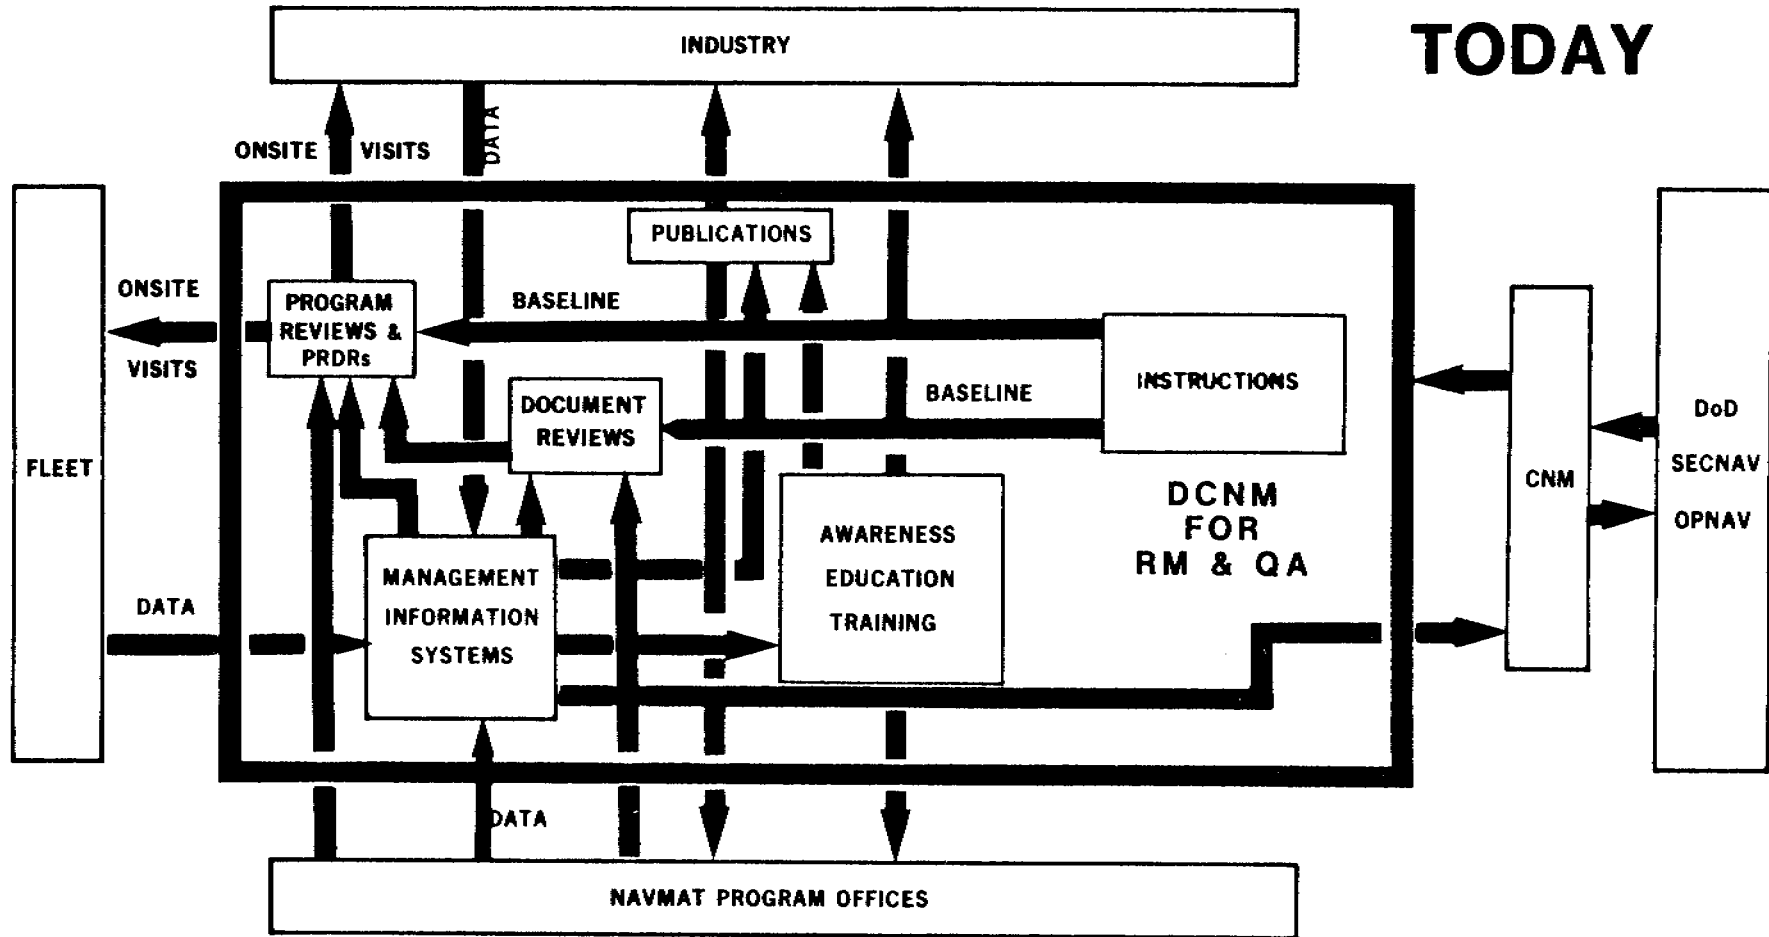 TODAY
INDUSTRY
ONSITE VISITS
DATA
PUBLICATIONS
ONSITE
VISITS
PROGRAM
REVIEWS &
PRDRs
BASELINE
INSTRUCTIONS
BASELINE
DOCUMENT
REVIEWS
FLEET
DATA
MANAGEMENT
INFORMATION
SYSTEMS
AWARENESS
EDUCATION
TRAINING
DCNM
FOR
RM & QA
CNM
DoD
SECNAV
OPNAV
DATA
NAVMAT PROGRAM OFFICES